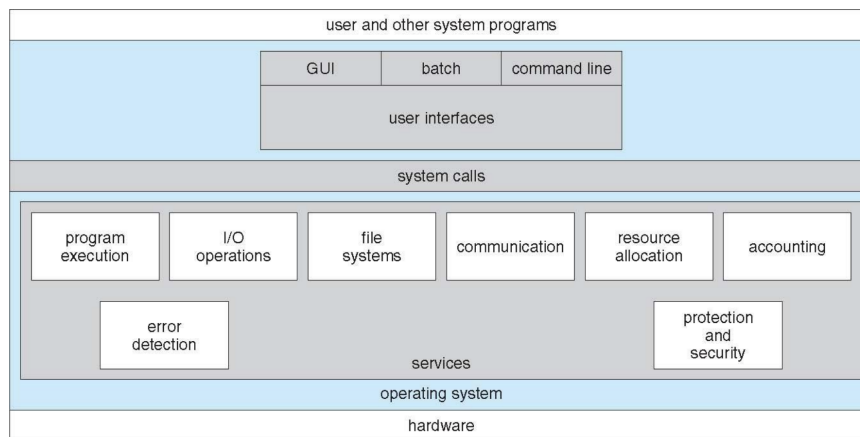 user and other system programs
GUI
batch
command line
user interfaces
system calls
program
execution
I/O
operations
file
systems
communication
resource
allocation
accounting
error
detection
protection
and
security
services
operating system
hardware